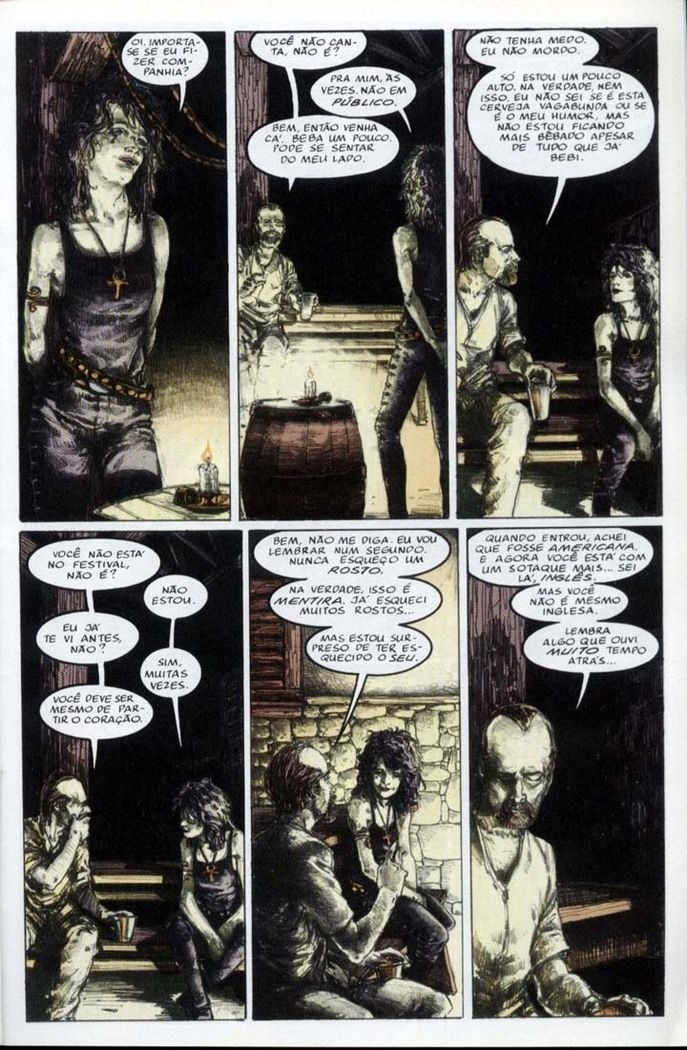 OI. IMPORTA-
SE SE EU FI-
ZER COM-
PANHIA?
VOCÊ NÃO CAN-
TA, NÃO É?
PRA MIM, ÀS
VEZES. NÃO EM
PÚBLICO.
BEM, ENTÃO VENHA
CÁ. BEBA UM POUCO.
PODE SE SENTAR
DO MEU LADO.
NÃO TENHA MEDO.
EU NÃO MORDO.
SÓ ESTOU UM POUCO
ALTO. NA VERDADE, NEM
ISSO. EU NÃO SEI SE É ESTA
CERVEJA VAGABUNDA OU SE
É O MEU HUMOR, MAS
NÃO ESTOU FICANDO
MAIS BÊBADO APESAR
DE TUDO QUE JÁ
BEBI.
VOCÊ NÃO ESTÁ
NO FESTIVAL,
NÃO É?
NÃO
ESTOU.
EU JÁ
TE VI ANTES,
NÃO?
SIM,
MUITAS
VEZES.
VOCÊ DEVE SER
MESMO DE PAR-
TIR O CORAÇÃO.
BEM, NÃO ME DIGA. EU VOU
LEMBRAR NUM SEGUNDO.
NUNCA ESQUEÇO UM
ROSTO.
NA VERDADE, ISSO É
MENTIRA. JÁ ESQUECI
MUITOS ROSTOS...
MAS ESTOU SUR-
PRESO DE TER ES-
QUECIDO O SEU.
QUANDO ENTROU, ACHEI
QUE FOSSE AMERICANA.
E AGORA VOCÊ ESTÁ COM
UM SOTAQUE MAIS... SEI
LÁ, INGLÊS.
MAS VOCÊ
NÃO É MESMO
INGLESA.
LEMBRA
ALGO QUE OUVI
MUITO TEMPO
ATRÁS...